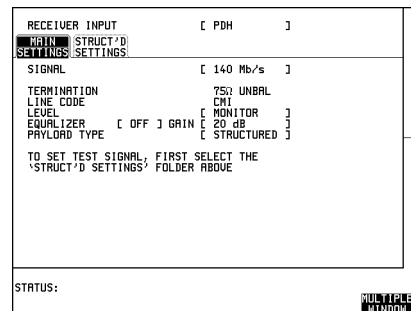 RECEIVER INPUT [ PDH ]
MAIN SETTINGS
STRUCT'D SETTINGS
SIGNAL [ 140 Mb/s ]
TERMINATION 75Ω UNBAL
LINE CODE CMI
LEVEL [ MONITOR ]
EQUALIZER [ OFF ] GAIN [ 20 dB ]
PAYLOAD TYPE [ STRUCTURED ]
TO SET TEST SIGNAL, FIRST SELECT THE
'STRUCT'D SETTINGS' FOLDER ABOVE
STATUS:
MULTIPLE
WINDOW